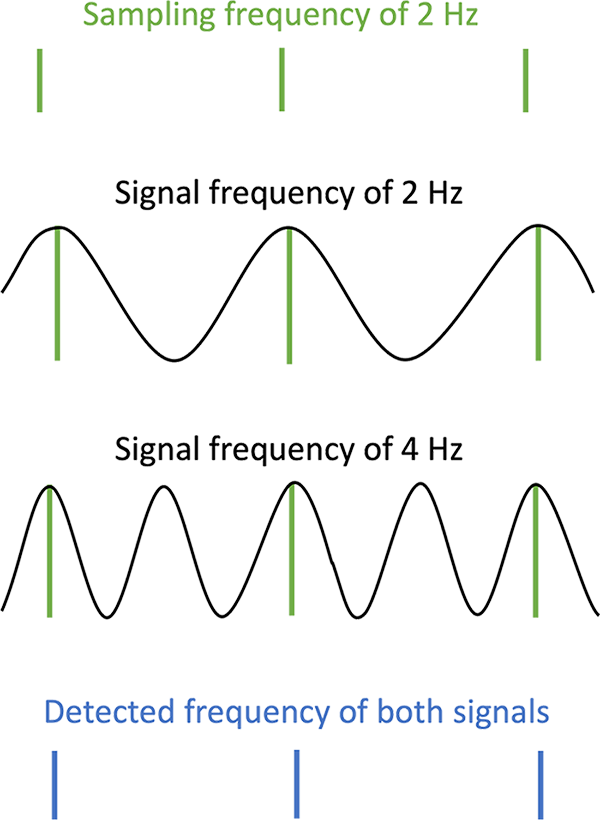 Sampling frequency of 2 Hz
Signal frequency of 2 Hz
Signal frequency of 4 Hz
Detected frequency of both signals